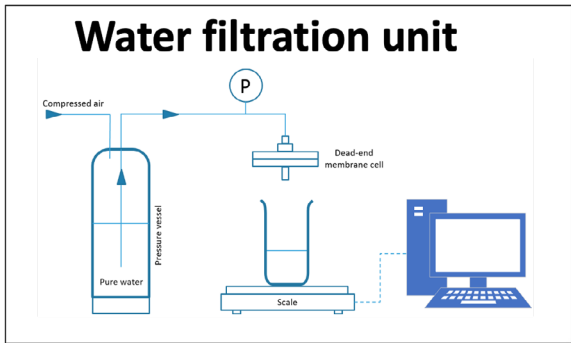 Water filtration unit
P
Compressed air
Dead-end
membrane cell
Pressure vessel
Pure water
Scale